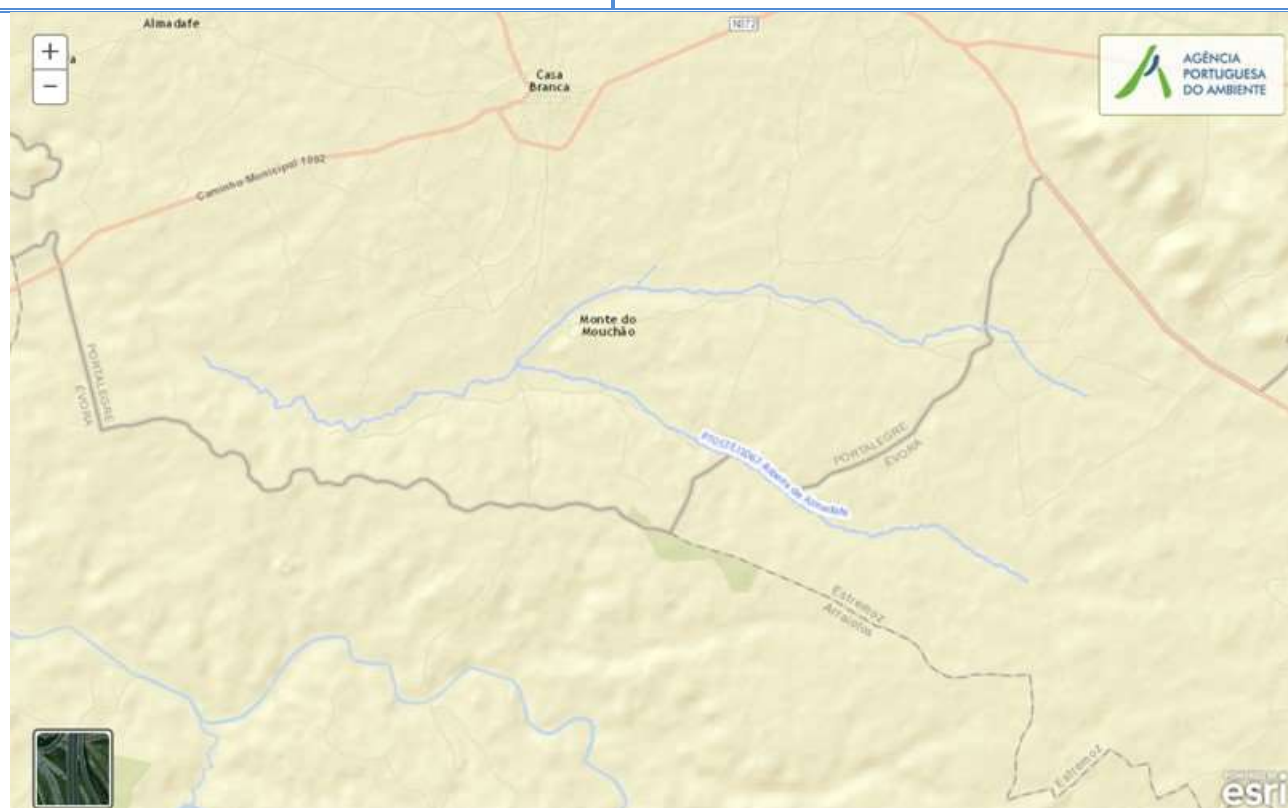 Almadafe
+
a
−
N372
Casa
Branca
AGÊNCIA
PORTUGUESA
DO AMBIENTE
Caminho Municipal 1082
Monte do
Mouchão
PORTALEGRE
ÉVORA
PORTALEGRE
ÉVORA
Ribeira de Almadafe
Estremoz
Arraiolos
Estremoz
esri